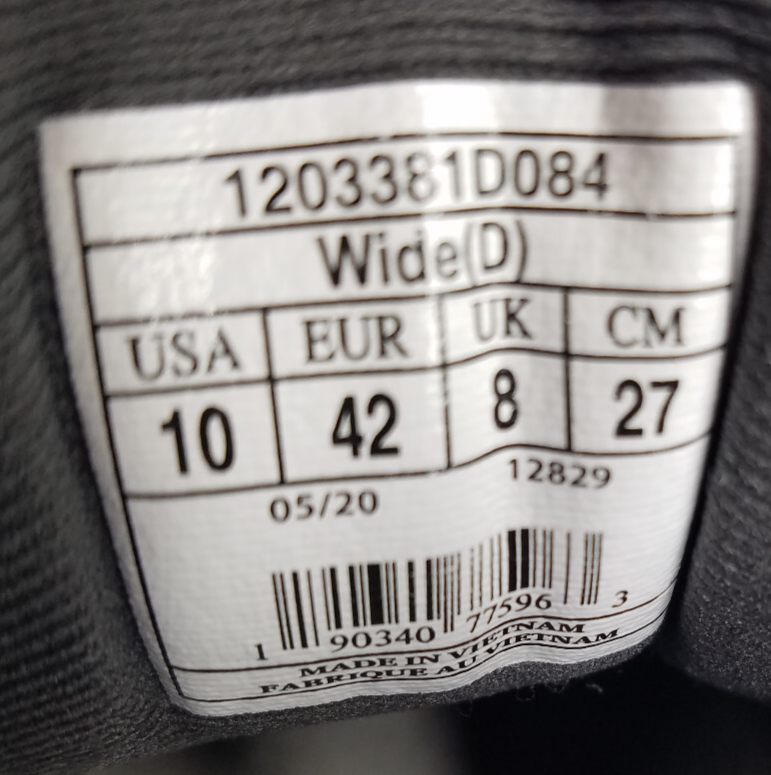 1203381D084
Wide(D)
USA EUR UK CM
10 42 8 27
05/20 12829
1 90340 77596 3
MADE IN VIETNAM
FABRIQUE AU VIETNAM